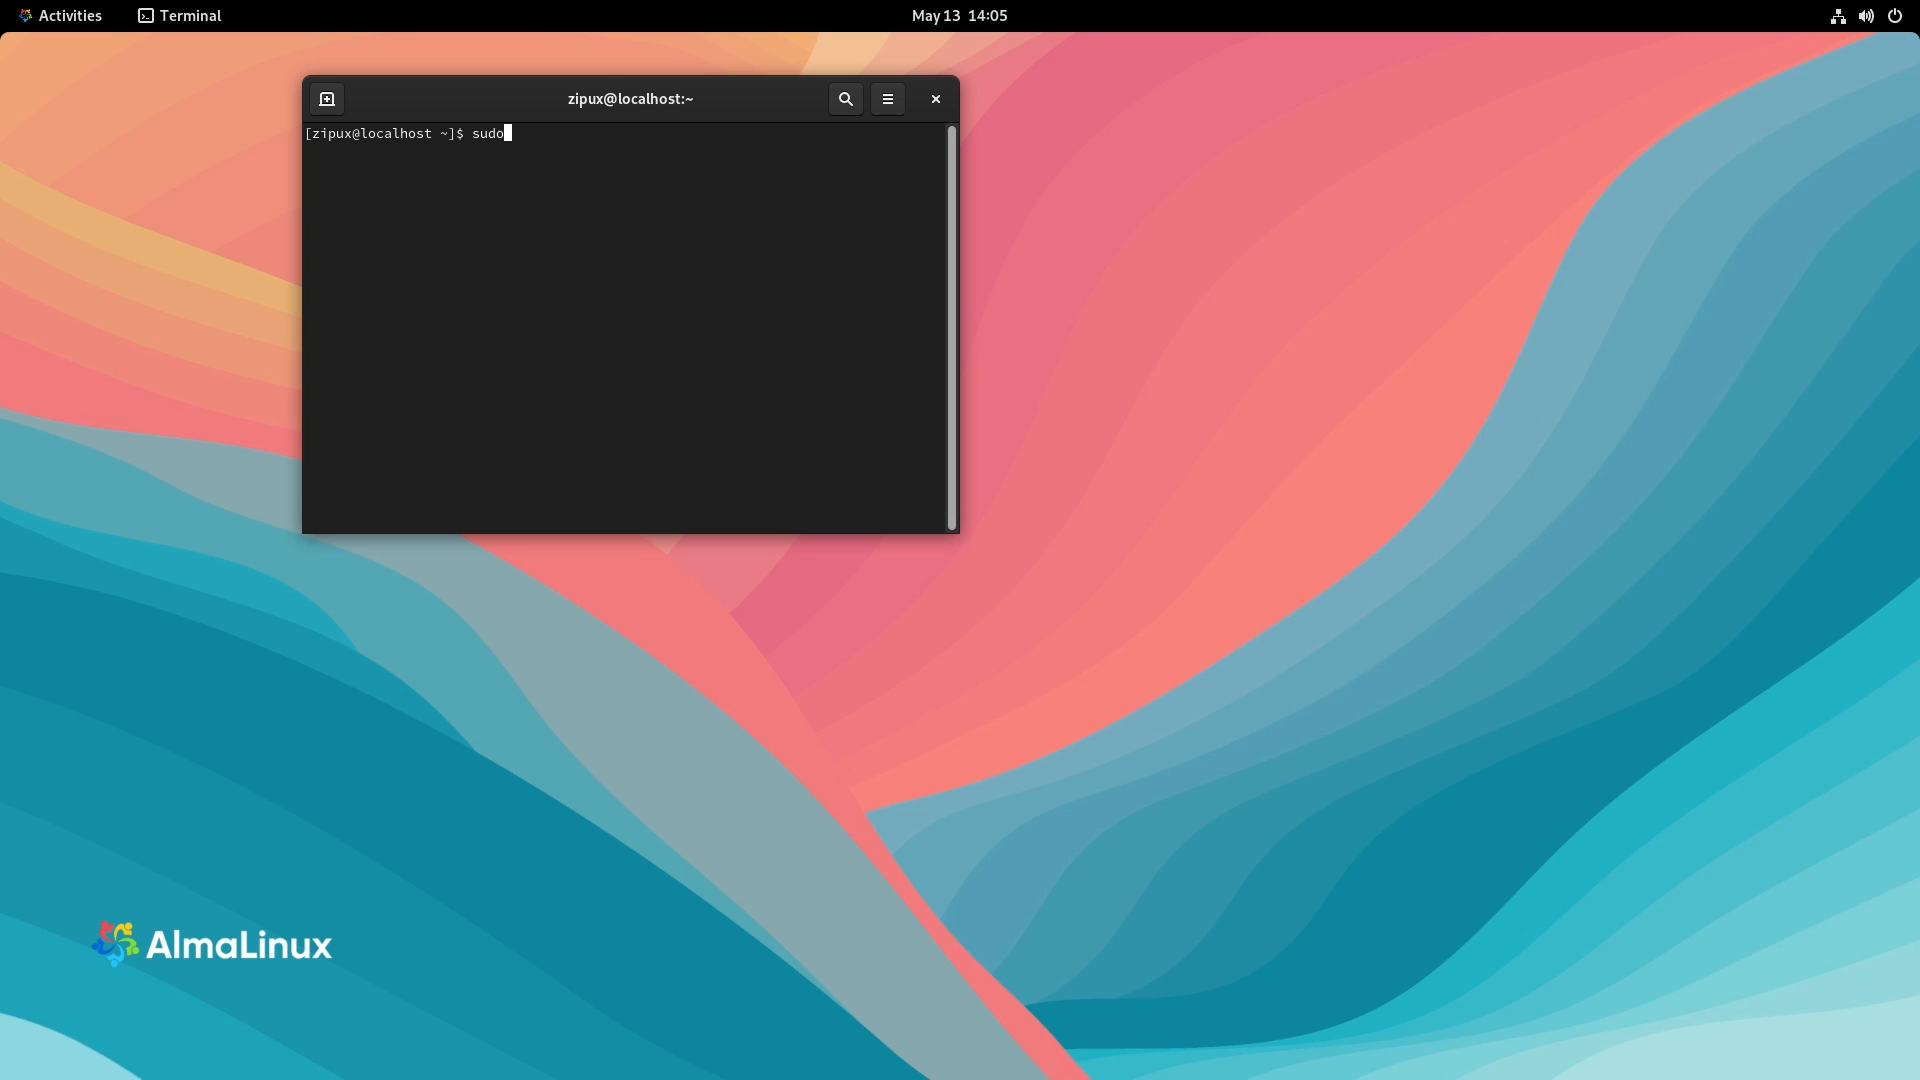 Activities
Terminal
May 13 14:05
zipux@localhost:~
[zipux@localhost ~]$ sudo
AlmaLinux